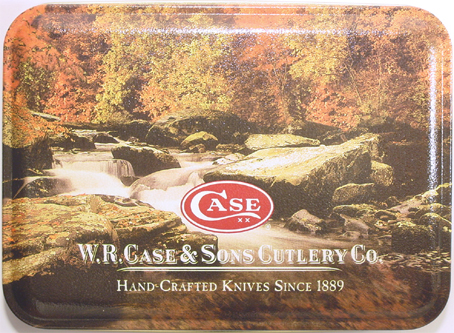 CASE
XX
W.R. CASE & SONS CUTLERY CO.
HAND-CRAFTED KNIVES SINCE 1889